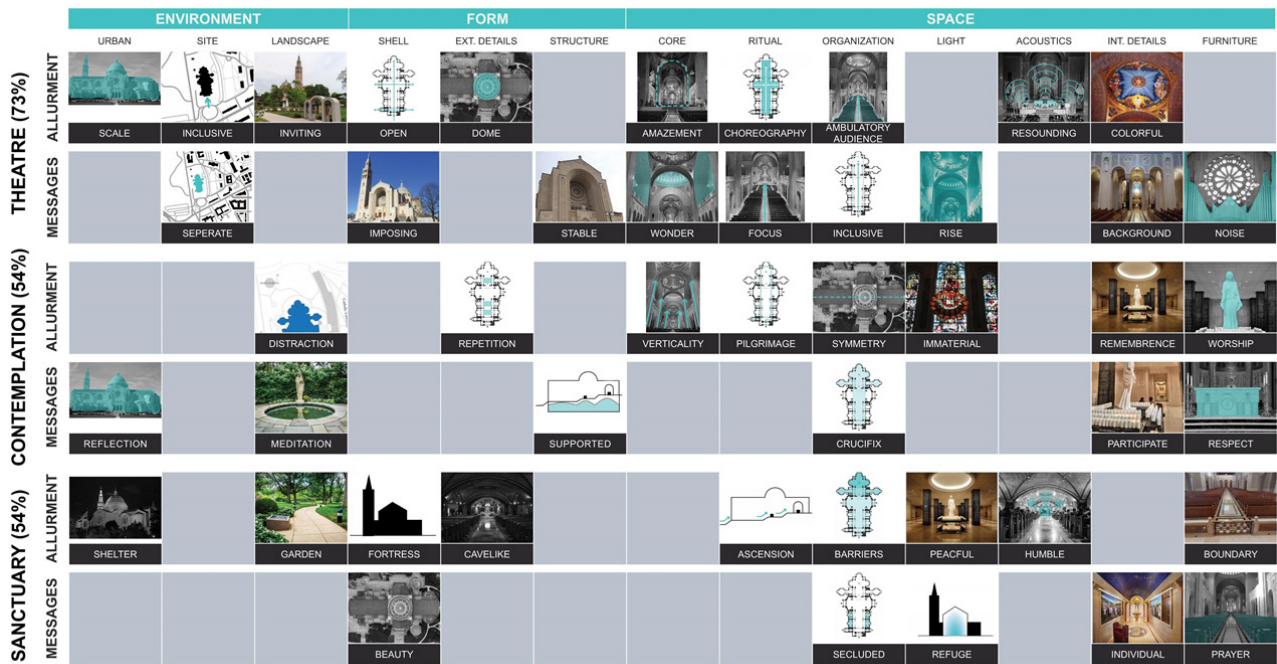 ENVIRONMENT FORM SPACE
URBAN SITE LANDSCAPE SHELL EXT. DETAILS STRUCTURE CORE RITUAL ORGANIZATION LIGHT ACOUSTICS INT. DETAILS FURNITURE
THEATRE (73%)
ALLURMENT
SCALE INCLUSIVE INVITING OPEN DOME AMAZEMENT CHOREOGRAPHY AMBULATORY AUDIENCE RESOUNDING COLORFUL
MESSAGES
SEPERATE IMPOSING STABLE WONDER FOCUS INCLUSIVE RISE BACKGROUND NOISE
CONTEMPLATION (54%)
ALLURMENT
DISTRACTION REPETITION VERTICALITY PILGRIMAGE SYMMETRY IMMATERIAL REMEMBRENCE WORSHIP
MESSAGES
REFLECTION MEDITATION SUPPORTED CRUCIFIX PARTICIPATE RESPECT
SANCTUARY (54%)
ALLURMENT
SHELTER GARDEN FORTRESS CAVELIKE ASCENSION BARRIERS PEACEFUL HUMBLE BOUNDARY
MESSAGES
BEAUTY SECLUDED REFUGE INDIVIDUAL PRAYER